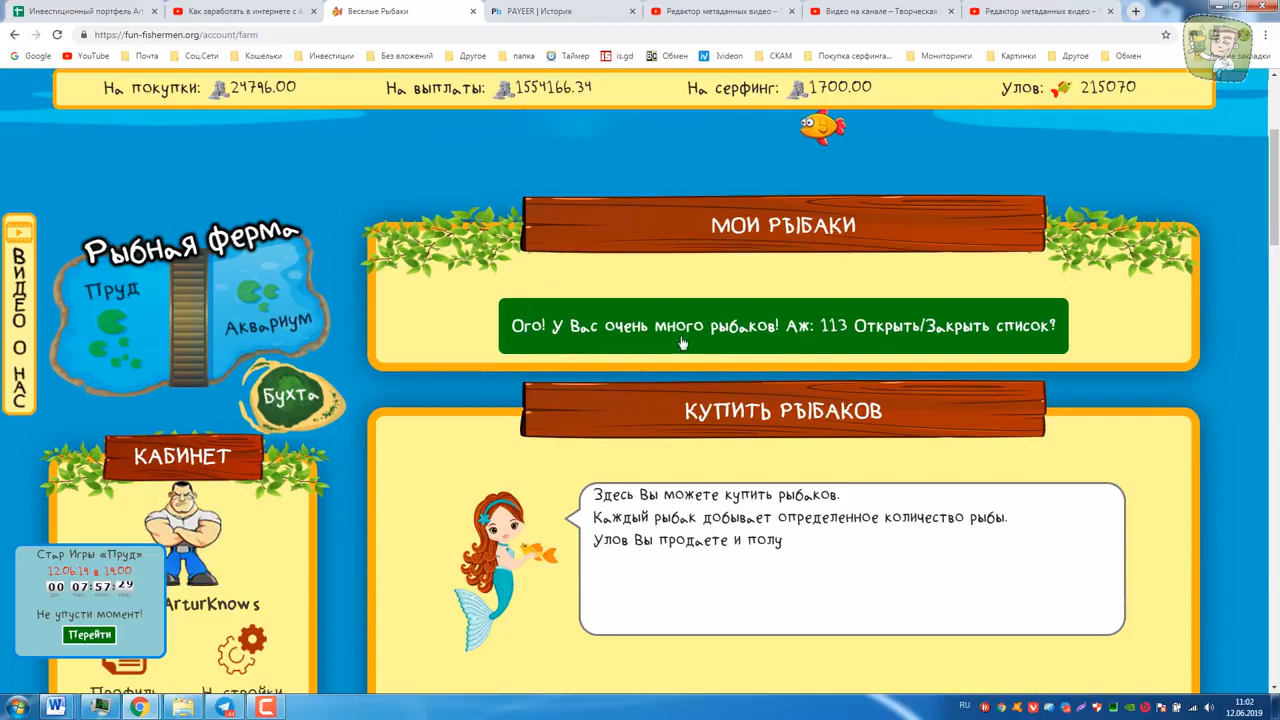 Инвестиционный портфель Art
Как заработать в интернете с А
Веселые Рыбаки
PAYEER | История
Редактор метаданных видео –
Видео на канале – Творческая
Редактор метаданных видео –
https://fun-fishermen.org/account/farm
Google
YouTube
Почта
Соц.Сети
Кошельки
Инвестиции
Без вложений
Другое
папка
Таймер
is.gd
Обмен
Ivideon
СКАМ
Покупка серфинга...
Мониторинги
Картинки
Другое
Обмен
Другие закладки
На покупки: 24796.00
На выплаты: 1554166.34
На серфинг: 1700.00
Улов: 215070
ВИДЕО О НАС
Рыбная ферма
Пруд
Аквариум
Бухта
МОИ РЫБАКИ
Ого! У Вас очень много рыбаков! Аж: 113 Открыть/Закрыть список?
КУПИТЬ РЫБАКОВ
Здесь Вы можете купить рыбаков.
Каждый рыбак добывает определенное количество рыбы.
Улов Вы продаете и полу
КАБИНЕТ
ArturKnows
Профиль
Стар Игры «Пруд»
12.06.19 в 19.00
00 07:57:29
Не упусти момент!
Перейти
RU
11:02
12.06.2019